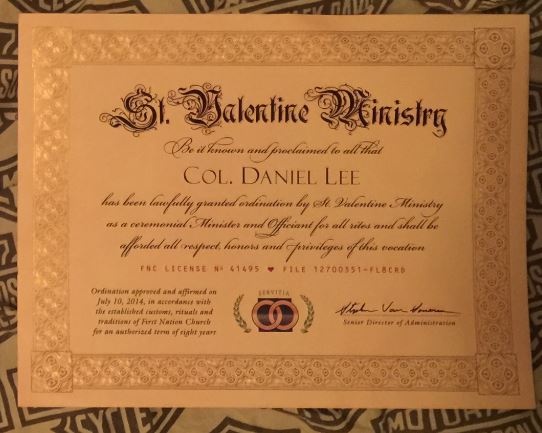 St. Valentine Ministry
Be it known and proclaimed to all that
COL. DANIEL LEE
has been lawfully granted ordination by St Valentine Ministry
as a ceremonial Minister and Officiant for all rites and shall be
afforded all respect, honors and privileges of this vocation
FNC LICENSE Nº 41495 ♥ FILE 12700351-FLBCRD
Ordination approved and affirmed on
July 10, 2014, in accordance with
the established customs, rituals and
traditions of First Nation Church
for an authorized term of eight years
SERVITIA
Senior Director of Administration
CYCLES